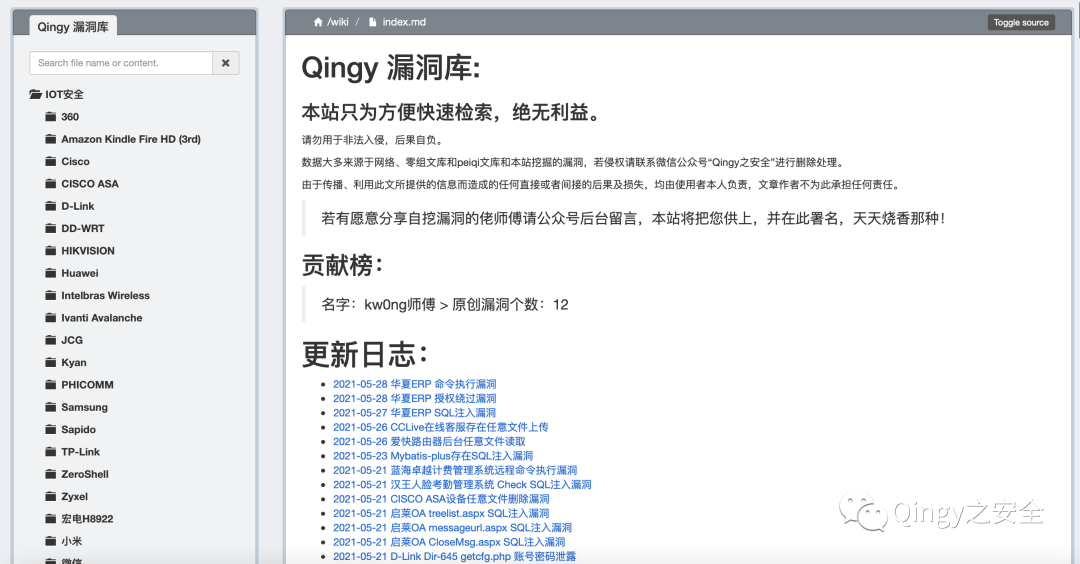 Qingy 漏洞库
Search file name or content.
IOT安全
360
Amazon Kindle Fire HD (3rd)
Cisco
CISCO ASA
D-Link
DD-WRT
HIKVISION
Huawei
Intelbras Wireless
Ivanti Avalanche
JCG
Kyan
PHICOMM
Samsung
Sapido
TP-Link
ZeroShell
Zyxel
宏电H8922
小米
微信
/wiki / index.md
Toggle source
Qingy 漏洞库:
本站只为方便快速检索，绝无利益。
请勿用于非法入侵，后果自负。
数据大多来源于网络、零组文库和peiqi文库和本站挖掘的漏洞，若侵权请联系微信公众号“Qingy之安全”进行删除处理。
由于传播、利用此文所提供的信息而造成的任何直接或者间接的后果及损失，均由使用者本人负责，文章作者不为此承担任何责任。
若有愿意分享自挖漏洞的佬师傅请公众号后台留言，本站将把您供上，并在此署名，天天烧香那种！
贡献榜：
名字：kw0ng师傅 > 原创漏洞个数：12
更新日志：
2021-05-28 华夏ERP 命令执行漏洞
2021-05-28 华夏ERP 授权绕过漏洞
2021-05-27 华夏ERP SQL注入漏洞
2021-05-26 CCLive在线客服存在任意文件上传
2021-05-26 爱快路由器后台任意文件读取
2021-05-23 Mybatis-plus存在SQL注入漏洞
2021-05-21 蓝海卓越计费管理系统远程命令执行漏洞
2021-05-21 汉王人脸考勤管理系统 Check SQL注入漏洞
2021-05-21 CISCO ASA设备任意文件删除漏洞
2021-05-21 启莱OA treelist.aspx SQL注入漏洞
2021-05-21 启莱OA messageurl.aspx SQL注入漏洞
2021-05-21 启莱OA CloseMsg.aspx SQL注入漏洞
2021-05-21 D-Link Dir-645 getcfg.php 账号密码泄露
Qingy之安全